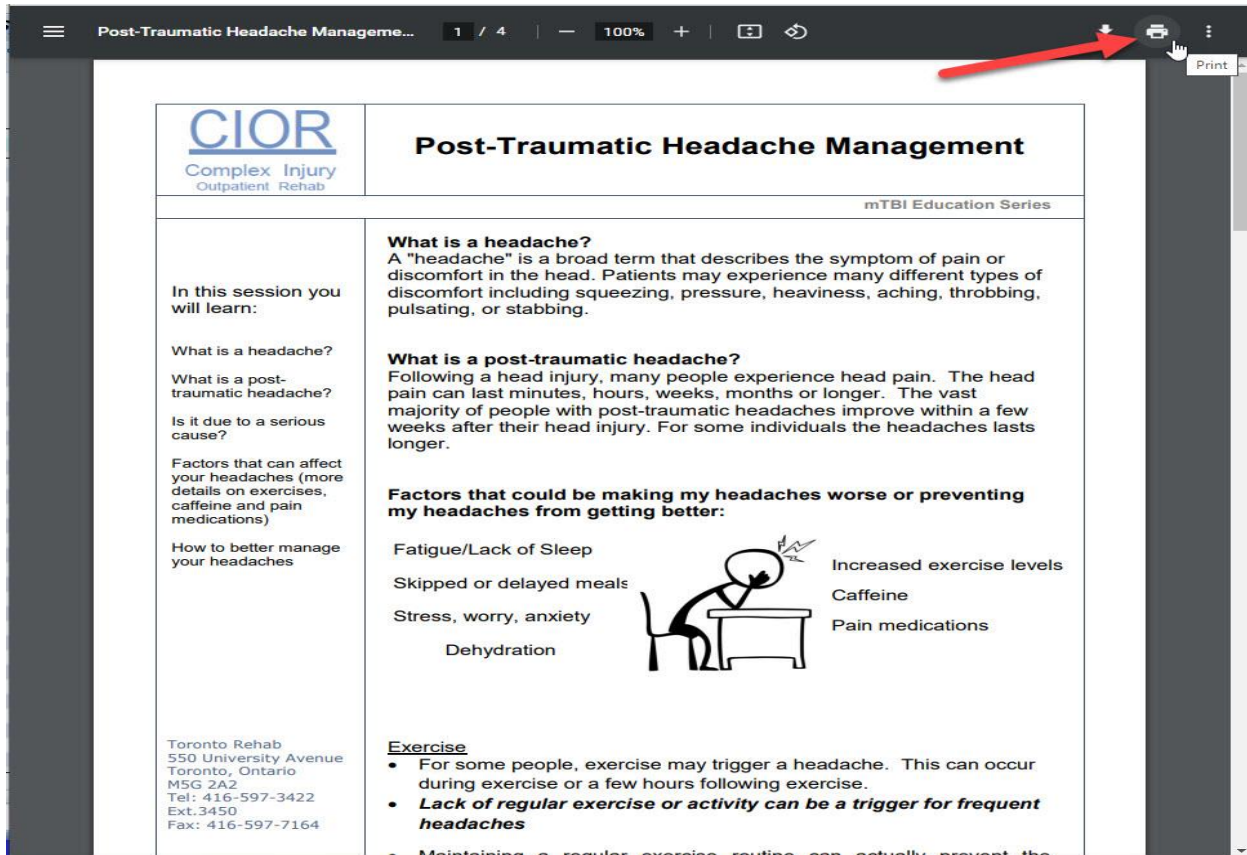 Post-Traumatic Headache Manageme... 1 / 4 | — 100% + |
Print
CIOR
Complex Injury
Outpatient Rehab
Post-Traumatic Headache Management
mTBI Education Series
In this session you
will learn:
What is a headache?
What is a post-
traumatic headache?
Is it due to a serious
cause?
Factors that can affect
your headaches (more
details on exercises,
caffeine and pain
medications)
How to better manage
your headaches
Toronto Rehab
550 University Avenue
Toronto, Ontario
M5G 2A2
Tel: 416-597-3422
Ext.3450
Fax: 416-597-7164
What is a headache?
A "headache" is a broad term that describes the symptom of pain or
discomfort in the head. Patients may experience many different types of
discomfort including squeezing, pressure, heaviness, aching, throbbing,
pulsating, or stabbing.
What is a post-traumatic headache?
Following a head injury, many people experience head pain. The head
pain can last minutes, hours, weeks, months or longer. The vast
majority of people with post-traumatic headaches improve within a few
weeks after their head injury. For some individuals the headaches lasts
longer.
Factors that could be making my headaches worse or preventing
my headaches from getting better:
Fatigue/Lack of Sleep
Skipped or delayed meals
Stress, worry, anxiety
Dehydration
Increased exercise levels
Caffeine
Pain medications
Exercise
• For some people, exercise may trigger a headache. This can occur
during exercise or a few hours following exercise.
• Lack of regular exercise or activity can be a trigger for frequent
headaches
• Maintaining a regular exercise routine can actually prevent the